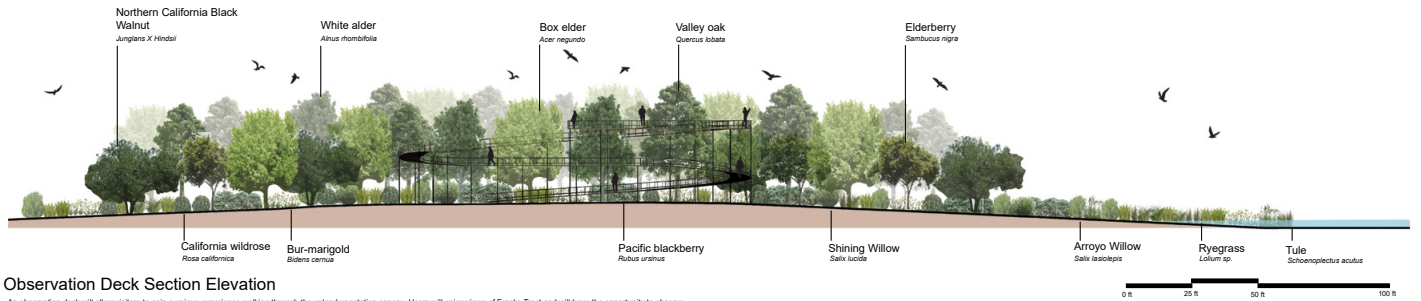 Northern California Black
Walnut
Junglans X Hindsii
White alder
Alnus rhombifolia
Box elder
Acer negundo
Valley oak
Quercus lobata
Elderberry
Sambucus nigra
California wildrose
Rosa californica
Bur-marigold
Bidens cernua
Pacific blackberry
Rubus ursinus
Shining Willow
Salix lucida
Arroyo Willow
Salix lasiolepis
Ryegrass
Lolium sp.
Tule
Schoenoplectus acutus
Observation Deck Section Elevation
0 ft
25 ft
50 ft
100 ft